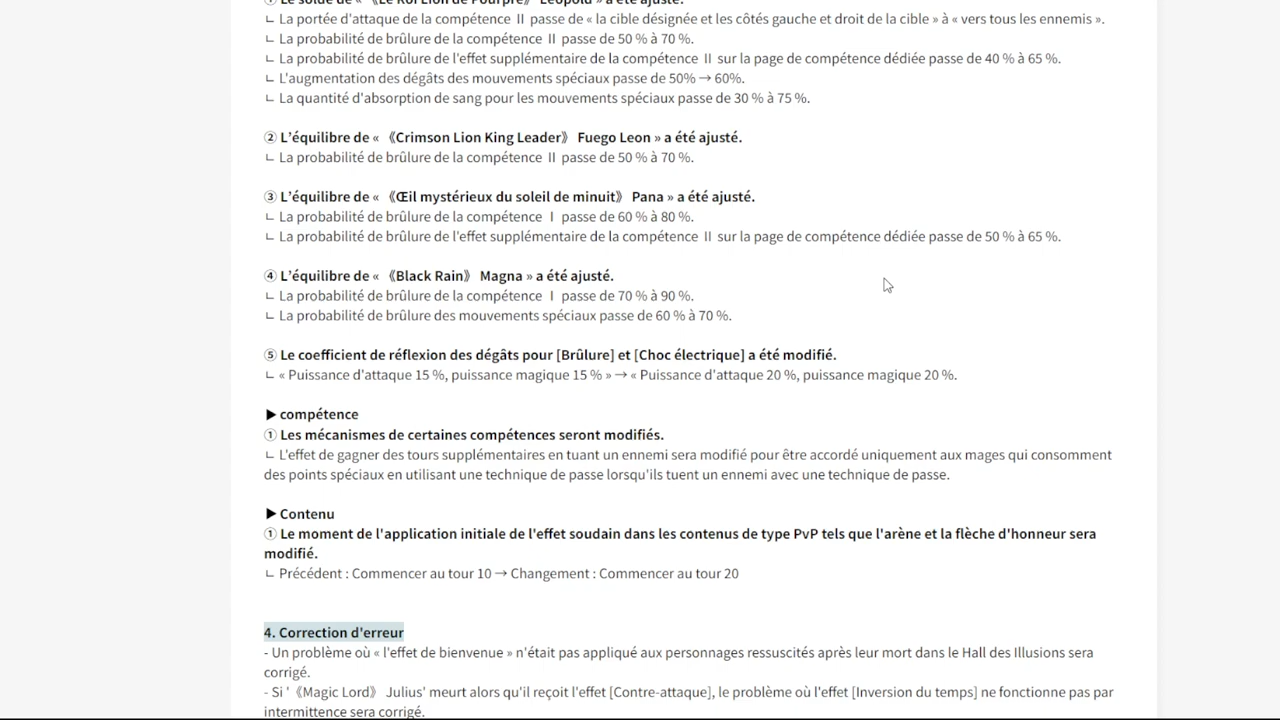 ① Le solde de « 《Le Roi Lion de Pourpre》 Leopold » a été ajusté.
ㄴ La portée d'attaque de la compétence Ⅱ passe de « la cible désignée et les côtés gauche et droit de la cible » à « vers tous les ennemis ».
ㄴ La probabilité de brûlure de la compétence Ⅱ passe de 50 % à 70 %.
ㄴ La probabilité de brûlure de l'effet supplémentaire de la compétence Ⅱ sur la page de compétence dédiée passe de 40 % à 65 %.
ㄴ L'augmentation des dégâts des mouvements spéciaux passe de 50% → 60%.
ㄴ La quantité d'absorption de sang pour les mouvements spéciaux passe de 30 % à 75 %.
② L’équilibre de « 《Crimson Lion King Leader》 Fuego Leon » a été ajusté.
ㄴ La probabilité de brûlure de la compétence Ⅱ passe de 50 % à 70 %.
③ L’équilibre de « 《Œil mystérieux du soleil de minuit》 Pana » a été ajusté.
ㄴ La probabilité de brûlure de la compétence Ⅰ passe de 60 % à 80 %.
ㄴ La probabilité de brûlure de l'effet supplémentaire de la compétence Ⅱ sur la page de compétence dédiée passe de 50 % à 65 %.
④ L’équilibre de « 《Black Rain》 Magna » a été ajusté.
ㄴ La probabilité de brûlure de la compétence Ⅰ passe de 70 % à 90 %.
ㄴ La probabilité de brûlure des mouvements spéciaux passe de 60 % à 70 %.
⑤ Le coefficient de réflexion des dégâts pour [Brûlure] et [Choc électrique] a été modifié.
ㄴ « Puissance d'attaque 15 %, puissance magique 15 % » → « Puissance d'attaque 20 %, puissance magique 20 %.
▶ compétence
① Les mécanismes de certaines compétences seront modifiés.
ㄴ L'effet de gagner des tours supplémentaires en tuant un ennemi sera modifié pour être accordé uniquement aux mages qui consomment
des points spéciaux en utilisant une technique de passe lorsqu'ils tuent un ennemi avec une technique de passe.
▶ Contenu
① Le moment de l'application initiale de l'effet soudain dans les contenus de type PvP tels que l'arène et la flèche d'honneur sera
modifié.
ㄴ Précédent : Commencer au tour 10 → Changement : Commencer au tour 20
4. Correction d'erreur
- Un problème où « l'effet de bienvenue » n'était pas appliqué aux personnages ressuscités après leur mort dans le Hall des Illusions sera
corrigé.
- Si '《Magic Lord》 Julius' meurt alors qu'il reçoit l'effet [Contre-attaque], le problème où l'effet [Inversion du temps] ne fonctionne pas par
intermittence sera corrigé.